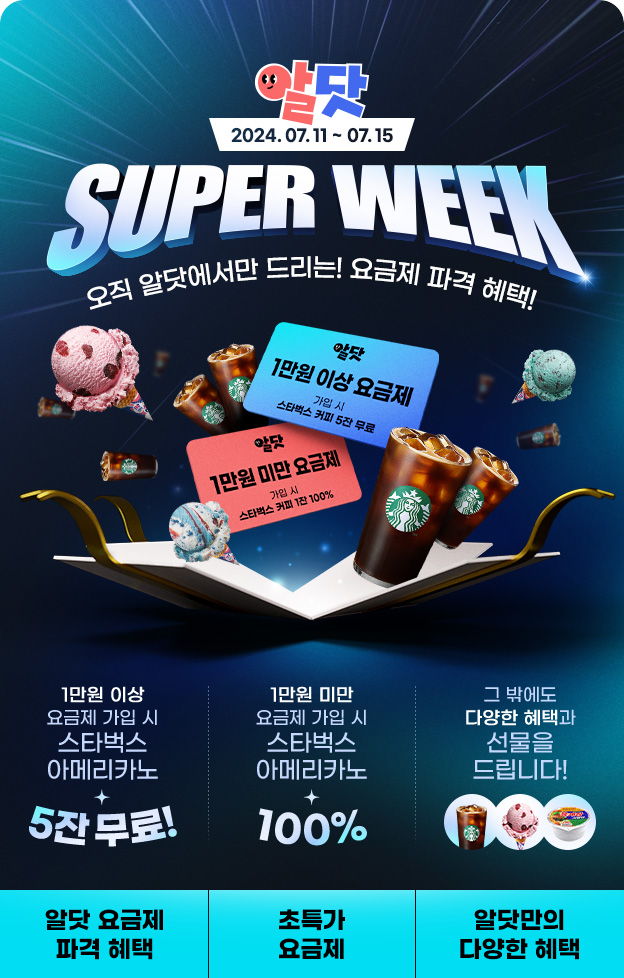 알닷
2024. 07. 11 ~ 07. 15
SUPER WEEK
오직 알닷에서만 드리는! 요금제 파격 혜택!
알닷
1만원 이상 요금제
가입 시
스타벅스 커피 5잔 무료
알닷
1만원 미만 요금제
가입 시
스타벅스 커피 1잔 100%
1만원 이상
요금제 가입 시
스타벅스
아메리카노
5잔 무료!
1만원 미만
요금제 가입 시
스타벅스
아메리카노
100%
그 밖에도
다양한 혜택과
선물을
드립니다!
알닷 요금제
파격 혜택
초특가
요금제
알닷만의
다양한 혜택